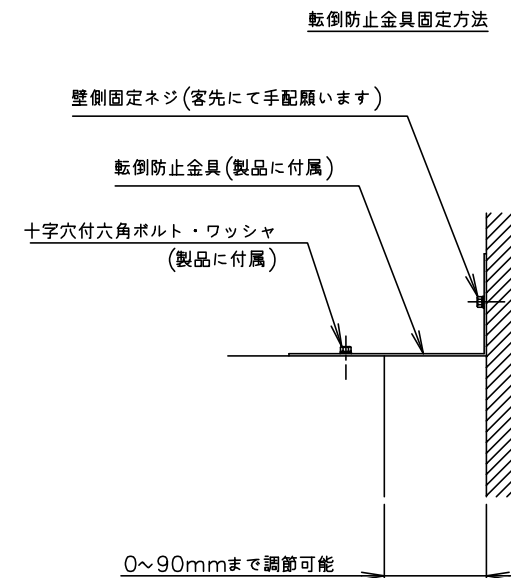 転倒防止金具固定方法
壁側固定ネジ(客先にて手配願います)
転倒防止金具(製品に付属)
十字穴付六角ボルト・ワッシャ
(製品に付属)
0~90mmまで調節可能